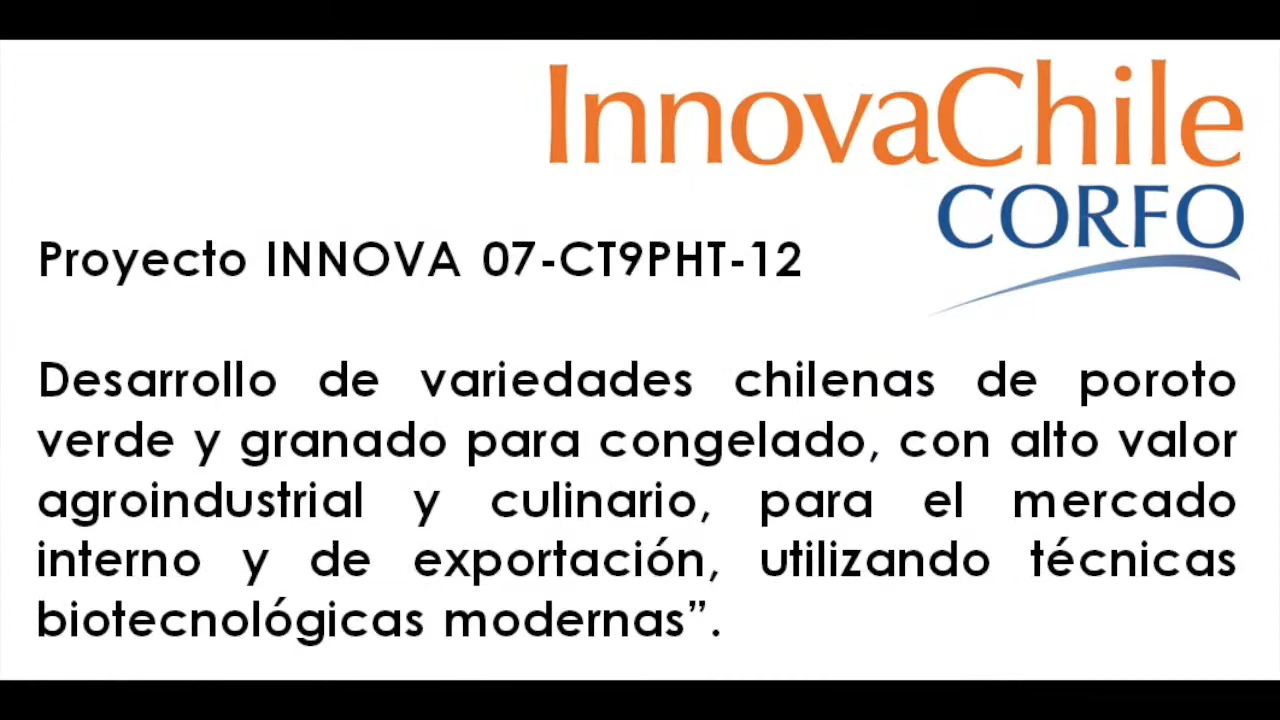 InnovaChile
CORFO
Proyecto INNOVA 07-CT9PHT-12
Desarrollo de variedades chilenas de poroto
verde y granado para congelado, con alto valor
agroindustrial y culinario, para el mercado
interno y de exportación, utilizando técnicas
biotecnológicas modernas”.